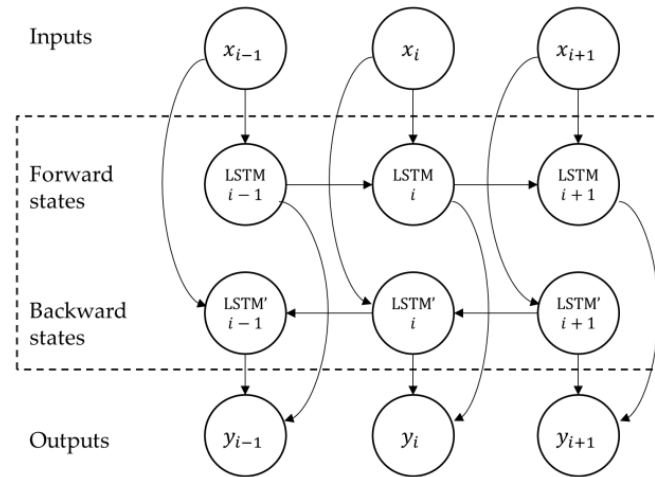 Inputs
x_{i−1}
x_i
x_{i+1}
Forward
states
LSTM
i − 1
LSTM
i
LSTM
i + 1
Backward
states
LSTM'
i − 1
LSTM'
i
LSTM'
i + 1
Outputs
y_{i−1}
y_i
y_{i+1}